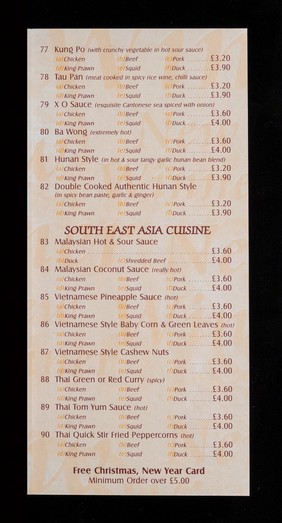 77 Kung Po (with crunchy vegetable in hot sour sauce)
(a)Chicken (b)Beef (c)Pork £3.20
(d)King Prawn (e)Squid (f)Duck £3.90
78 Tau Pan (meat cooked in spicy rice wine, chilli sauce)
(a)Chicken (b)Beef (c)Pork £3.20
(d)King Prawn (e)Squid (f)Duck £3.90
79 X O Sauce (exquisite Cantonese sea spiced with onion)
(a)Chicken (b)Beef (c)Pork £3.60
(d)King Prawn (e)Squid (f)Duck £4.00
80 Ba Wong (extremely hot)
(a)Chicken (b)Beef (c)Pork £3.60
(d)King Prawn (e)Squid (f)Duck £4.00
81 Hunan Style (in hot & sour tangy garlic hunan bean blend)
(a)Chicken (b)Beef (c)Pork £3.20
(d)King Prawn (e)Squid (f)Duck £3.90
82 Double Cooked Authentic Hunan Style
(in spicy bean paste, garlic & ginger)
(a)Chicken (b)Beef (c)Pork £3.20
(d)King Prawn (e)Squid (f)Duck £3.90
SOUTH EAST ASIA CUISINE
83 Malaysian Hot & Sour Sauce
(a)Chicken £3.60
(b)Duck (c)Shredded Beef £4.00
84 Malaysian Coconut Sauce (really hot)
(a)Chicken (b)Beef (c)Pork £3.60
(d)King Prawn (e)Squid (f)Duck £4.00
85 Vietnamese Pineapple Sauce (hot)
(a)Chicken (b)Beef (c)Pork £3.60
(d)King Prawn (e)Squid (f)Duck £4.00
86 Vietnamese Style Baby Corn & Green Leaves (hot)
(a)Chicken (b)Beef (c)Pork £3.60
(d)King Prawn (e)Squid (f)Duck £4.00
87 Vietnamese Style Cashew Nuts
(a)Chicken (b)Beef (c)Pork £3.60
(d)King Prawn (e)Squid (f)Duck £4.00
88 Thai Green or Red Curry (spicy)
(a)Chicken (b)Beef (c)Pork £3.60
(d)King Prawn (e)Squid (f)Duck £4.00
89 Thai Tom Yum Sauce (hot)
(a)Chicken (b)Beef (c)Pork £3.60
(d)King Prawn (e)Squid (f)Duck £4.00
90 Thai Quick Stir Fried Peppercorns (hot)
(a)Chicken (b)Beef (c)Pork £3.60
(d)King Prawn (e)Squid (f)Duck £4.00
Free Christmas, New Year Card
Minimum Order over £5.00